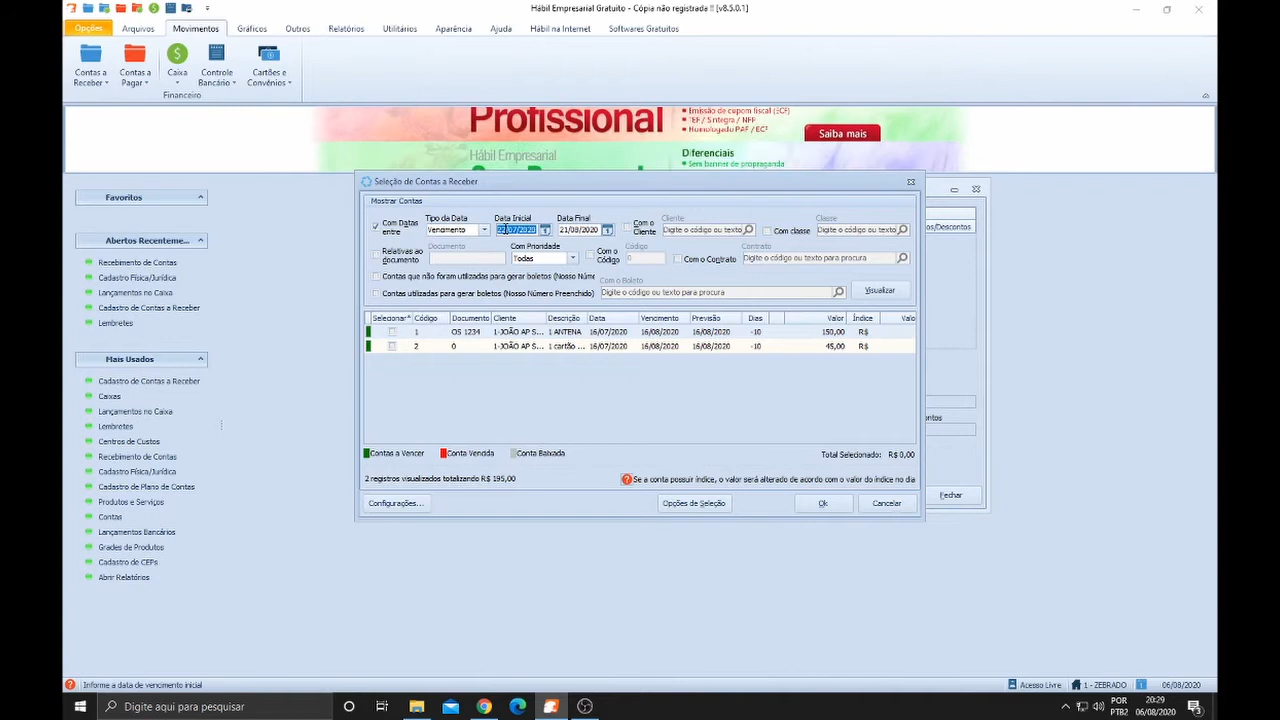 Hábil Empresarial Gratuito - Cópia não registrada !! [v8.5.0.1]
Opções Arquivos Movimentos Gráficos Outros Relatórios Utilitários Aparência Ajuda Hábil na Internet Softwares Gratuitos
Contas a Receber
Contas a Pagar
Caixa
Controle Bancário
Cartões e Convênios
Financeiro
Profissional
• Emissão de cupom fiscal (ECF)
• TEF / Sintegra / NFP
• Homologado PAF / ECF
Saiba mais
Hábil Empresarial
Diferenciais
• Sem banner de propaganda
Favoritos
Abertos Recenteme...
Recebimento de Contas
Cadastro Física/Jurídica
Lançamentos no Caixa
Cadastro de Contas a Receber
Lembretes
Mais Usados
Cadastro de Contas a Receber
Caixas
Lançamentos no Caixa
Lembretes
Centros de Custos
Recebimento de Contas
Cadastro Física/Jurídica
Cadastro de Plano de Contas
Produtos e Serviços
Contas
Lançamentos Bancários
Grades de Produtos
Cadastro de CEPs
Abrir Relatórios
Seleção de Contas a Receber
Mostrar Contas
Com Datas entre
Tipo da Data
Vencimento
Data Inicial
/07/2020
Data Final
21/08/2020
Com o Cliente
Cliente
Digite o código ou texto
Com classe
Classe
Digite o código ou texto
Relativas ao documento
Documento
Com Prioridade
Todas
Com o Código
Código
0
Com o Contrato
Contrato
Digite o código ou texto para procura
Contas que não foram utilizadas para gerar boletos (Nosso Núme
Contas utilizadas para gerar boletos (Nosso Número Preenchido)
Com o Boleto
Digite o código ou texto para procura
Visualizar
Selecionar Código Documento Cliente Descrição Data Vencimento Previsão Dias Valor Índice Valo
1 OS 1234 1-JOÃO AP S... 1 ANTENA 16/07/2020 16/08/2020 16/08/2020 -10 150,00 R$
2 0 1-JOÃO AP S... 1 cartão ... 16/07/2020 16/08/2020 16/08/2020 -10 45,00 R$
Contas a Vencer Conta Vencida Conta Baixada
Total Selecionado: R$ 0,00
2 registros visualizados totalizando R$ 195,00
Se a conta possuir índice, o valor será alterado de acordo com o valor do índice no dia
Configurações... Opções de Seleção Ok Cancelar
os/Descontos
ontos
Fechar
Informe a data de vencimento inicial
Acesso Livre 1 - ZEBRADO 06/08/2020
Digite aqui para pesquisar
POR
PTB2
20:29
06/08/2020
3